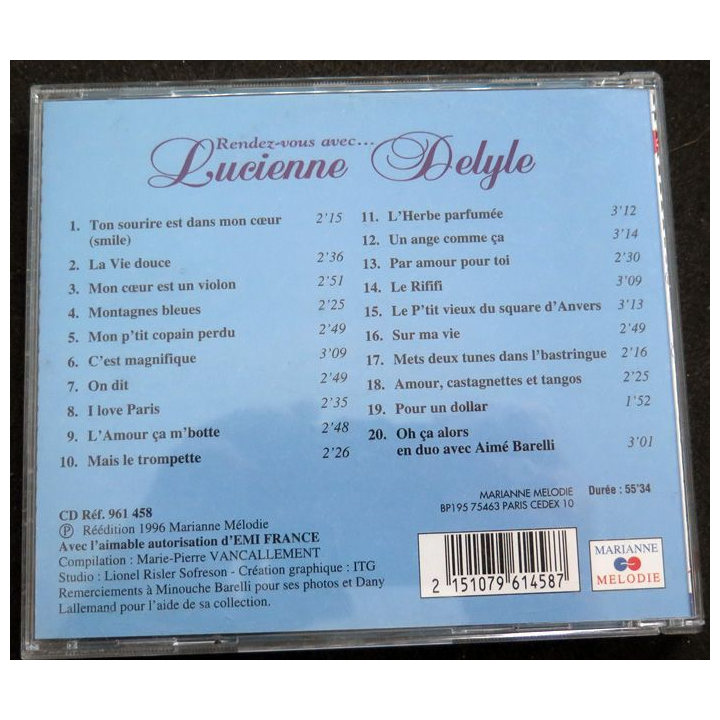 Rendez-vous avec...
Lucienne Delyle
1. Ton sourire est dans mon cœur 2'15
(smile)
2. La Vie douce 2'36
3. Mon cœur est un violon 2'51
4. Montagnes bleues 2'25
5. Mon p'tit copain perdu 2'49
6. C'est magnifique 3'09
7. On dit 2'49
8. I love Paris 2'35
9. L'Amour ça m'botte 2'48
10. Mais le trompette 2'26
11. L'Herbe parfumée 3'12
12. Un ange comme ça 3'14
13. Par amour pour toi 2'30
14. Le Rififi 3'09
15. Le P'tit vieux du square d'Anvers 3'13
16. Sur ma vie 2'49
17. Mets deux tunes dans l'bastringue 2'16
18. Amour, castagnettes et tangos 2'25
19. Pour un dollar 1'52
20. Oh ça alors
en duo avec Aimé Barelli 3'01
MARIANNE MELODIE Durée : 55'34
BP195 75463 PARIS CEDEX 10
CD Réf. 961 458
Ⓟ Réédition 1996 Marianne Mélodie
Avec l'aimable autorisation d'EMI FRANCE
Compilation : Marie-Pierre VANCALLEMENT
Studio : Lionel Risler Sofreson - Création graphique : ITG
Remerciements à Minouche Barelli pour ses photos et Dany
Lallemand pour l'aide de sa collection.
2 151079 614587
MARIANNE
MELODIE